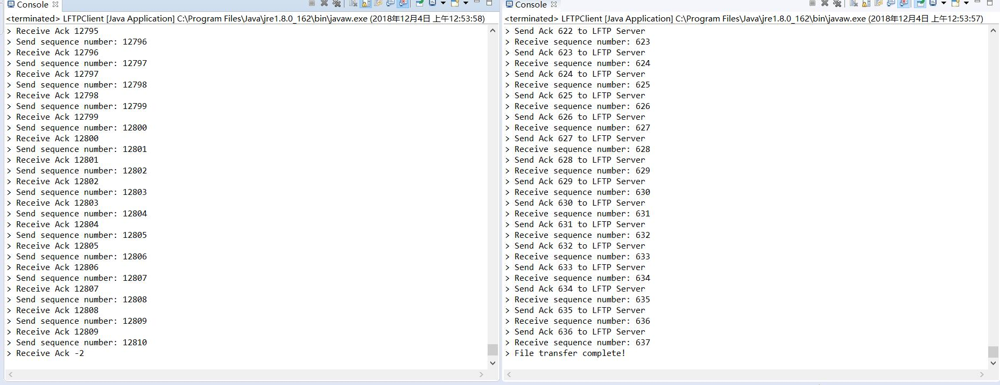 Console
<terminated> LFTPClient [Java Application] C:\Program Files\Java\jre1.8.0_162\bin\javaw.exe (2018年12月4日 上午12:53:58)
> Receive Ack 12795
> Send sequence number: 12796
> Receive Ack 12796
> Send sequence number: 12797
> Receive Ack 12797
> Send sequence number: 12798
> Receive Ack 12798
> Send sequence number: 12799
> Receive Ack 12799
> Send sequence number: 12800
> Receive Ack 12800
> Send sequence number: 12801
> Receive Ack 12801
> Send sequence number: 12802
> Receive Ack 12802
> Send sequence number: 12803
> Receive Ack 12803
> Send sequence number: 12804
> Receive Ack 12804
> Send sequence number: 12805
> Receive Ack 12805
> Send sequence number: 12806
> Receive Ack 12806
> Send sequence number: 12807
> Receive Ack 12807
> Send sequence number: 12808
> Receive Ack 12808
> Send sequence number: 12809
> Receive Ack 12809
> Send sequence number: 12810
> Receive Ack -2
Console
<terminated> LFTPClient [Java Application] C:\Program Files\Java\jre1.8.0_162\bin\javaw.exe (2018年12月4日 上午12:53:57)
> Send Ack 622 to LFTP Server
> Receive sequence number: 623
> Send Ack 623 to LFTP Server
> Receive sequence number: 624
> Send Ack 624 to LFTP Server
> Receive sequence number: 625
> Send Ack 625 to LFTP Server
> Receive sequence number: 626
> Send Ack 626 to LFTP Server
> Receive sequence number: 627
> Send Ack 627 to LFTP Server
> Receive sequence number: 628
> Send Ack 628 to LFTP Server
> Receive sequence number: 629
> Send Ack 629 to LFTP Server
> Receive sequence number: 630
> Send Ack 630 to LFTP Server
> Receive sequence number: 631
> Send Ack 631 to LFTP Server
> Receive sequence number: 632
> Send Ack 632 to LFTP Server
> Receive sequence number: 633
> Send Ack 633 to LFTP Server
> Receive sequence number: 634
> Send Ack 634 to LFTP Server
> Receive sequence number: 635
> Send Ack 635 to LFTP Server
> Receive sequence number: 636
> Send Ack 636 to LFTP Server
> Receive sequence number: 637
> File transfer complete!